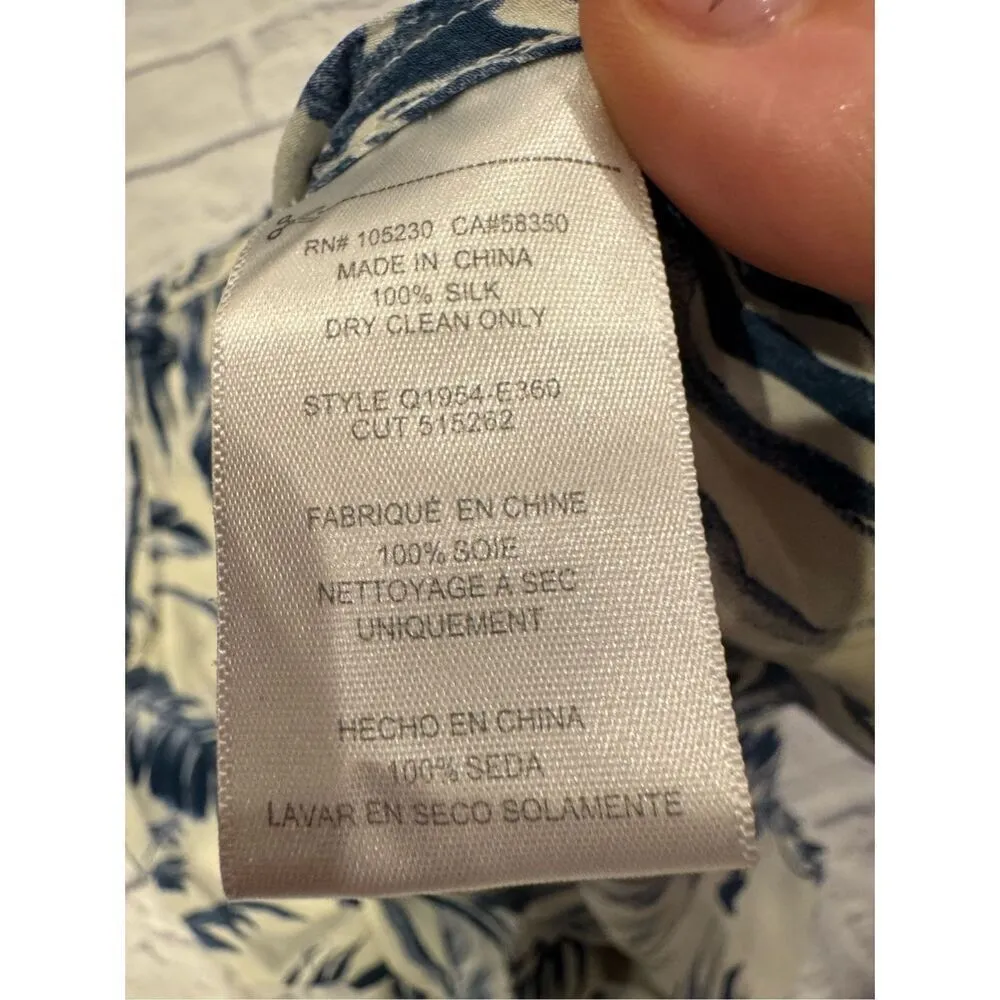 RN# 105230 CA#58350
MADE IN CHINA
100% SILK
DRY CLEAN ONLY
STYLE Q1954-E360
CUT 515262
FABRIQUÉ EN CHINE
100% SOIE
NETTOYAGE À SEC
UNIQUEMENT
HECHO EN CHINA
100% SEDA
LAVAR EN SECO SOLAMENTE